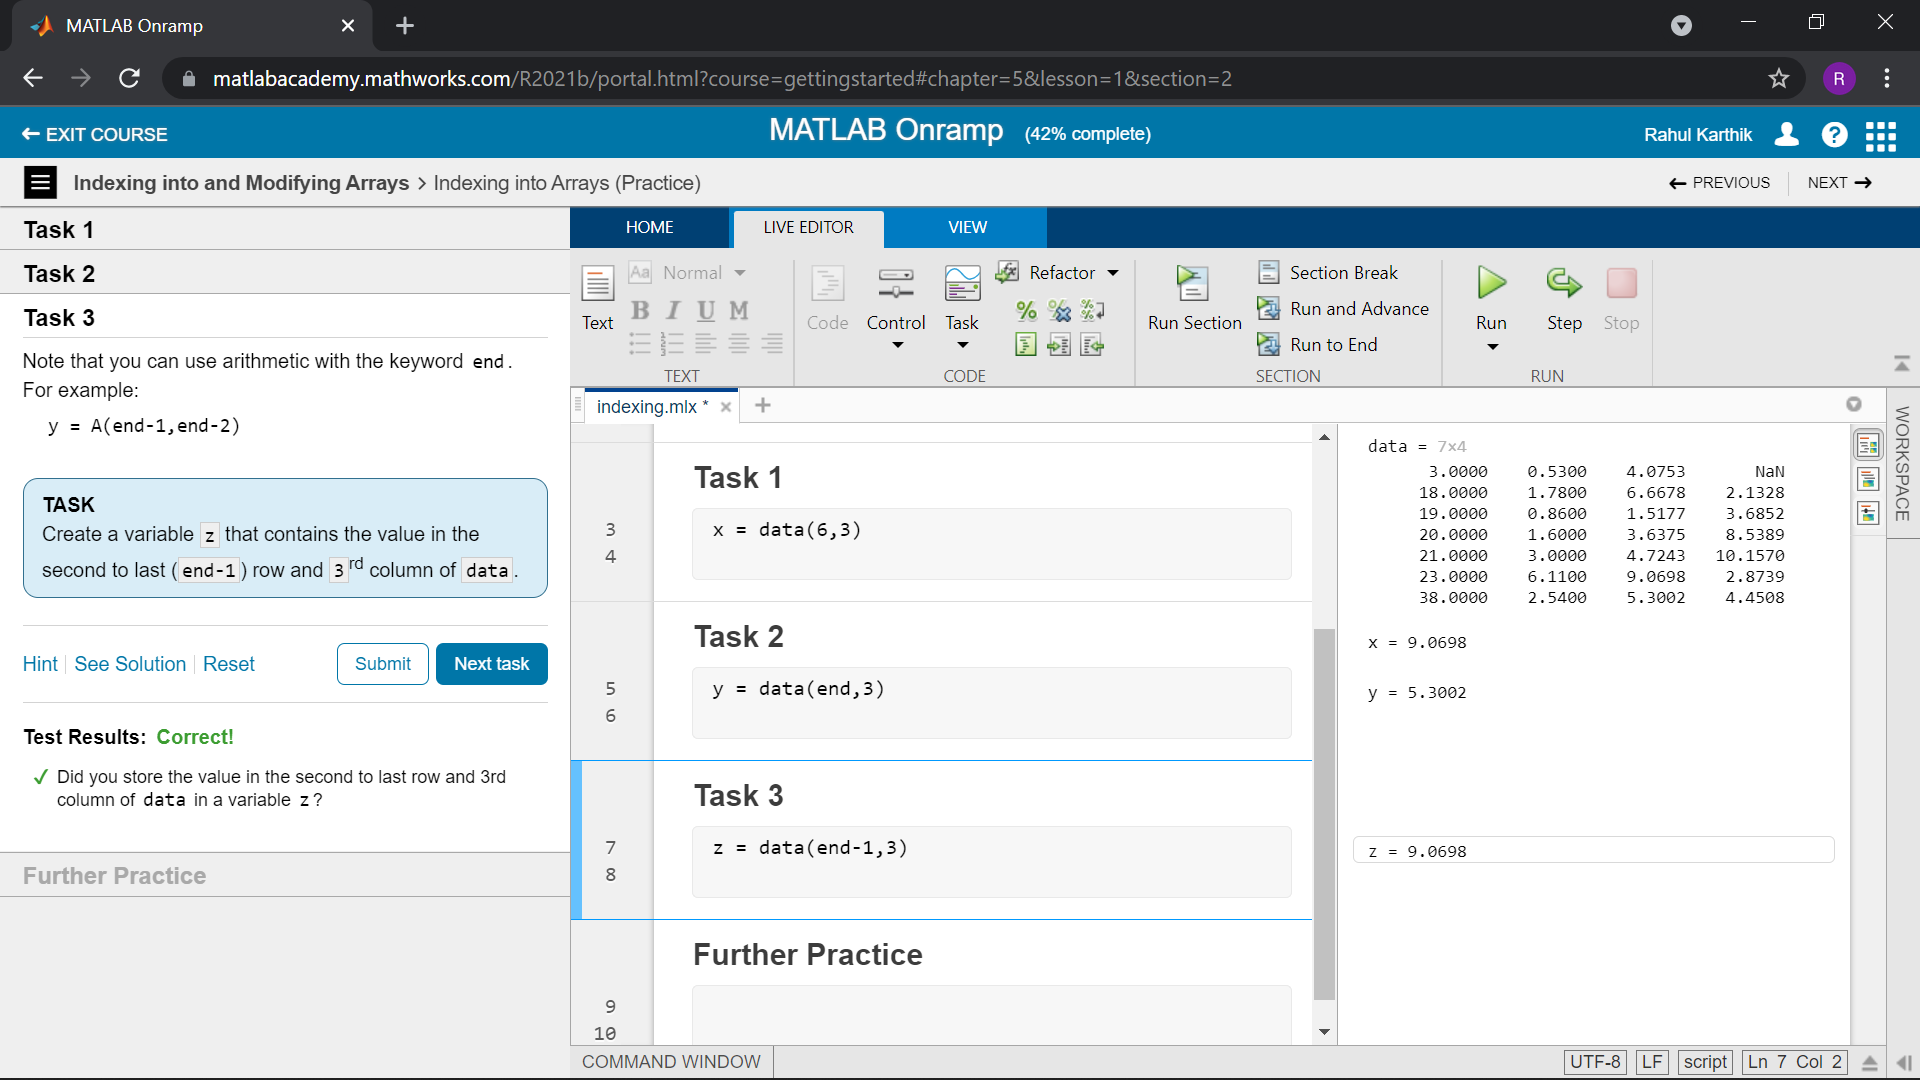 MATLAB Onramp
matlabacademy.mathworks.com/R2021b/portal.html?course=gettingstarted#chapter=5&lesson=1&section=2
R
EXIT COURSE
MATLAB Onramp (42% complete)
Rahul Karthik
?
Indexing into and Modifying Arrays > Indexing into Arrays (Practice)
PREVIOUS
NEXT
Task 1
Task 2
Task 3
Note that you can use arithmetic with the keyword end.
For example:
y = A(end-1,end-2)
TASK
Create a variable z that contains the value in the
second to last (end-1) row and 3rd column of data.
Hint
See Solution
Reset
Submit
Next task
Test Results: Correct!
Did you store the value in the second to last row and 3rd
column of data in a variable z?
Further Practice
HOME
LIVE EDITOR
VIEW
Text
Aa Normal
B I U M
TEXT
Code
Control
Task
Refactor
CODE
Run Section
Section Break
Run and Advance
Run to End
SECTION
Run
Step
Stop
RUN
indexing.mlx *
Task 1
3 x = data(6,3)
4
Task 2
5 y = data(end,3)
6
Task 3
7 z = data(end-1,3)
8
Further Practice
9
10
data = 7×4
3.0000 0.5300 4.0753 NaN
18.0000 1.7800 6.6678 2.1328
19.0000 0.8600 1.5177 3.6852
20.0000 1.6000 3.6375 8.5389
21.0000 3.0000 4.7243 10.1570
23.0000 6.1100 9.0698 2.8739
38.0000 2.5400 5.3002 4.4508
x = 9.0698
y = 5.3002
z = 9.0698
WORKSPACE
COMMAND WINDOW
UTF-8
LF
script
Ln 7 Col 2